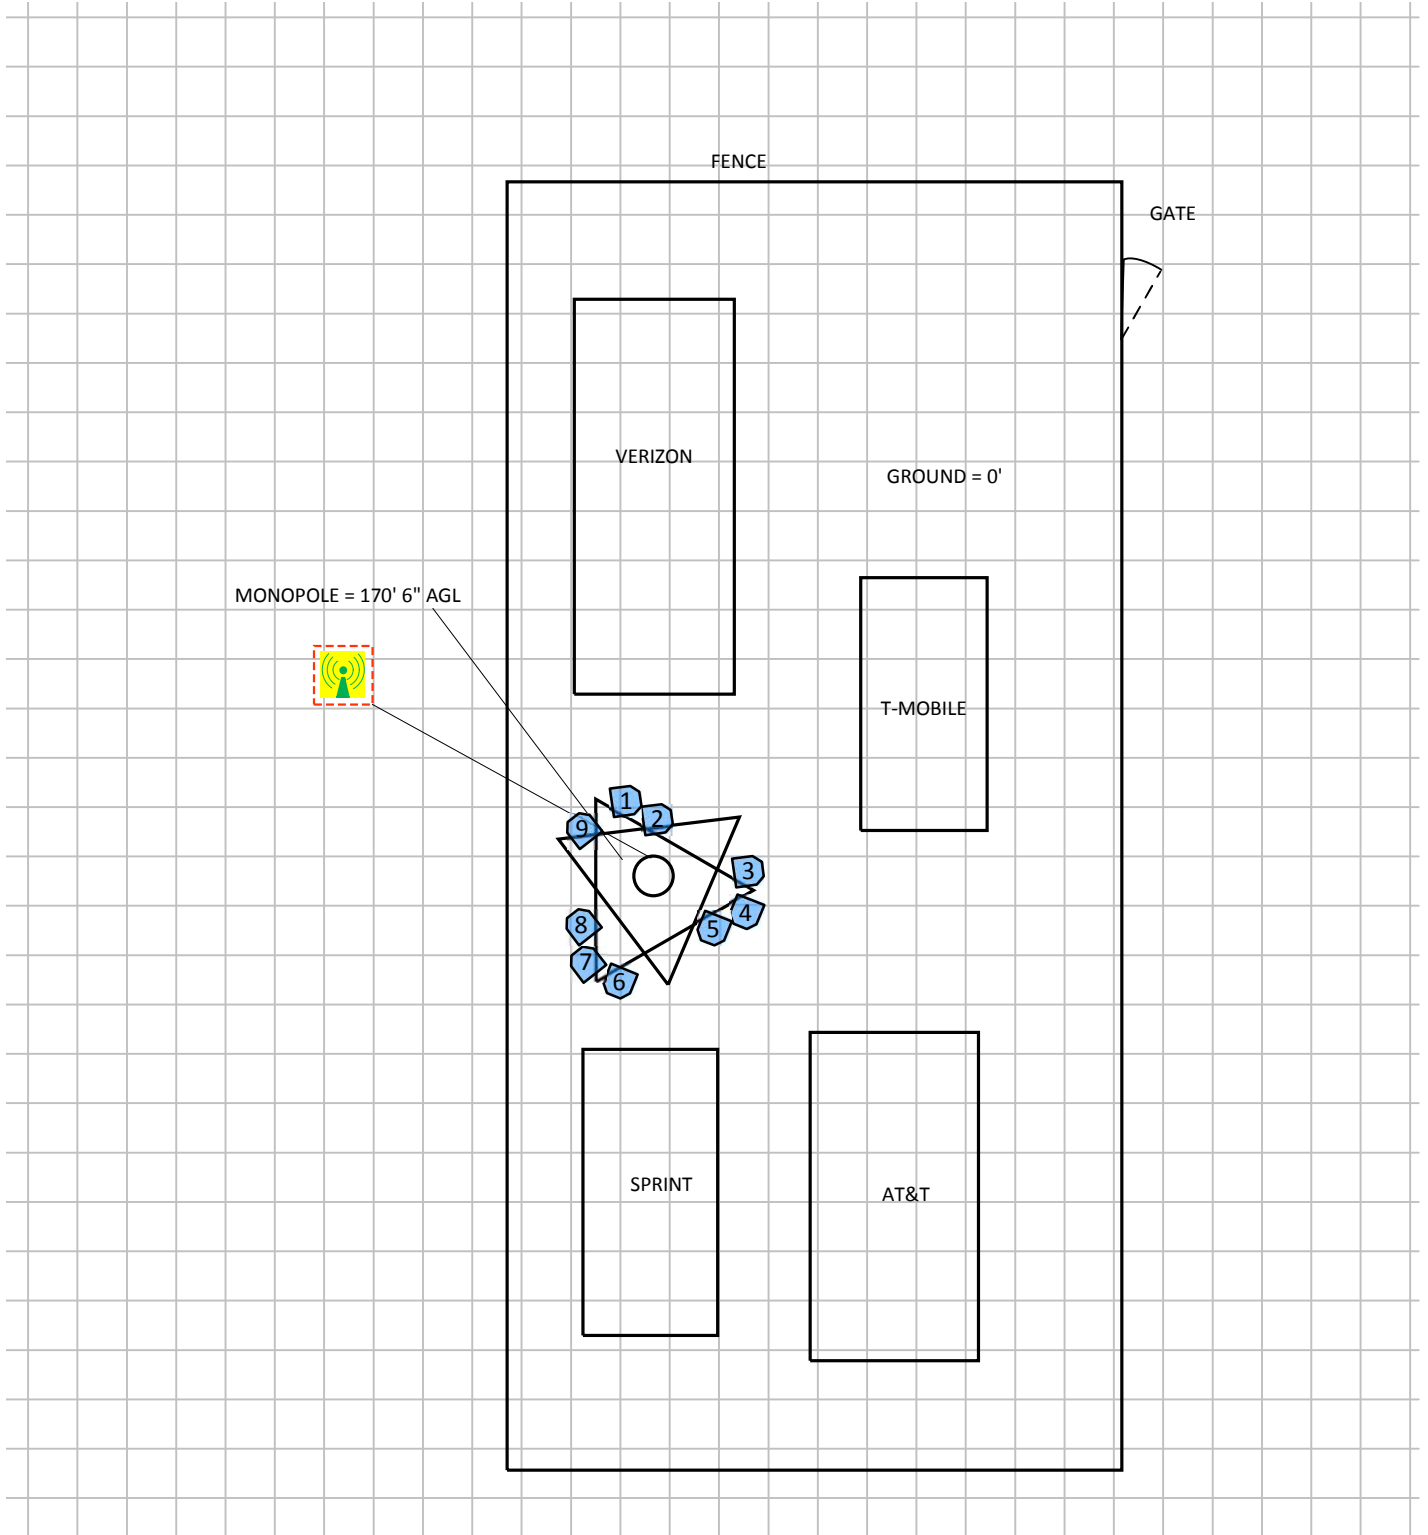 FENCE
GATE
VERIZON
GROUND = 0'
MONOPOLE = 170' 6" AGL
T-MOBILE
1
2
9
3
4
5
8
7
6
SPRINT
AT&T